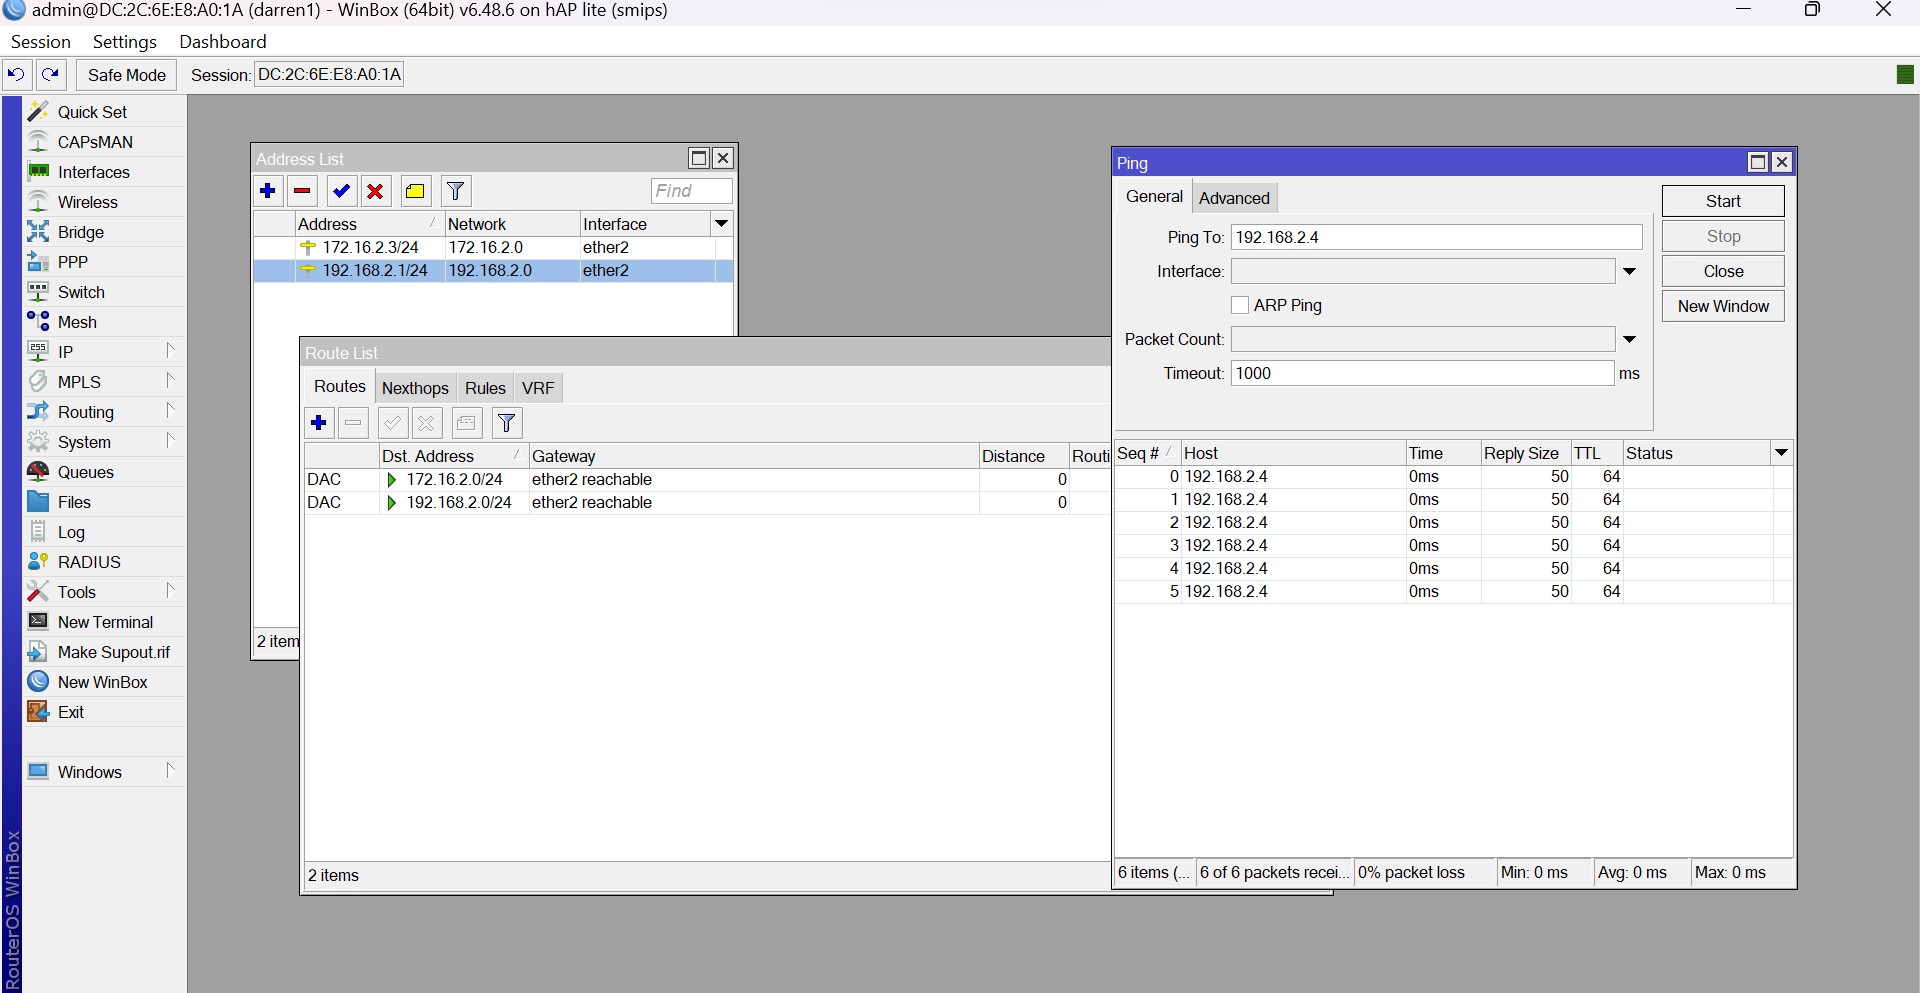 admin@DC:2C:6E:E8:A0:1A (darren1) - WinBox (64bit) v6.48.6 on hAP lite (smips)
Session Settings Dashboard
Safe Mode Session: DC:2C:6E:E8:A0:1A
Quick Set
CAPsMAN
Interfaces
Wireless
Bridge
PPP
Switch
Mesh
IP
MPLS
Routing
System
Queues
Files
Log
RADIUS
Tools
New Terminal
Make Supout.rif
New WinBox
Exit
Windows
RouterOS WinBox
Address List
Find
Address Network Interface
172.16.2.3/24 172.16.2.0 ether2
192.168.2.1/24 192.168.2.0 ether2
2 item
Route List
Routes Nexthops Rules VRF
Dst. Address Gateway Distance Routi
DAC 172.16.2.0/24 ether2 reachable 0
DAC 192.168.2.0/24 ether2 reachable 0
2 items
Ping
General Advanced
Ping To: 192.168.2.4
Interface:
ARP Ping
Packet Count:
Timeout: 1000 ms
Start
Stop
Close
New Window
Seq # Host Time Reply Size TTL Status
0 192.168.2.4 0ms 50 64
1 192.168.2.4 0ms 50 64
2 192.168.2.4 0ms 50 64
3 192.168.2.4 0ms 50 64
4 192.168.2.4 0ms 50 64
5 192.168.2.4 0ms 50 64
6 items (... 6 of 6 packets recei... 0% packet loss Min: 0 ms Avg: 0 ms Max: 0 ms